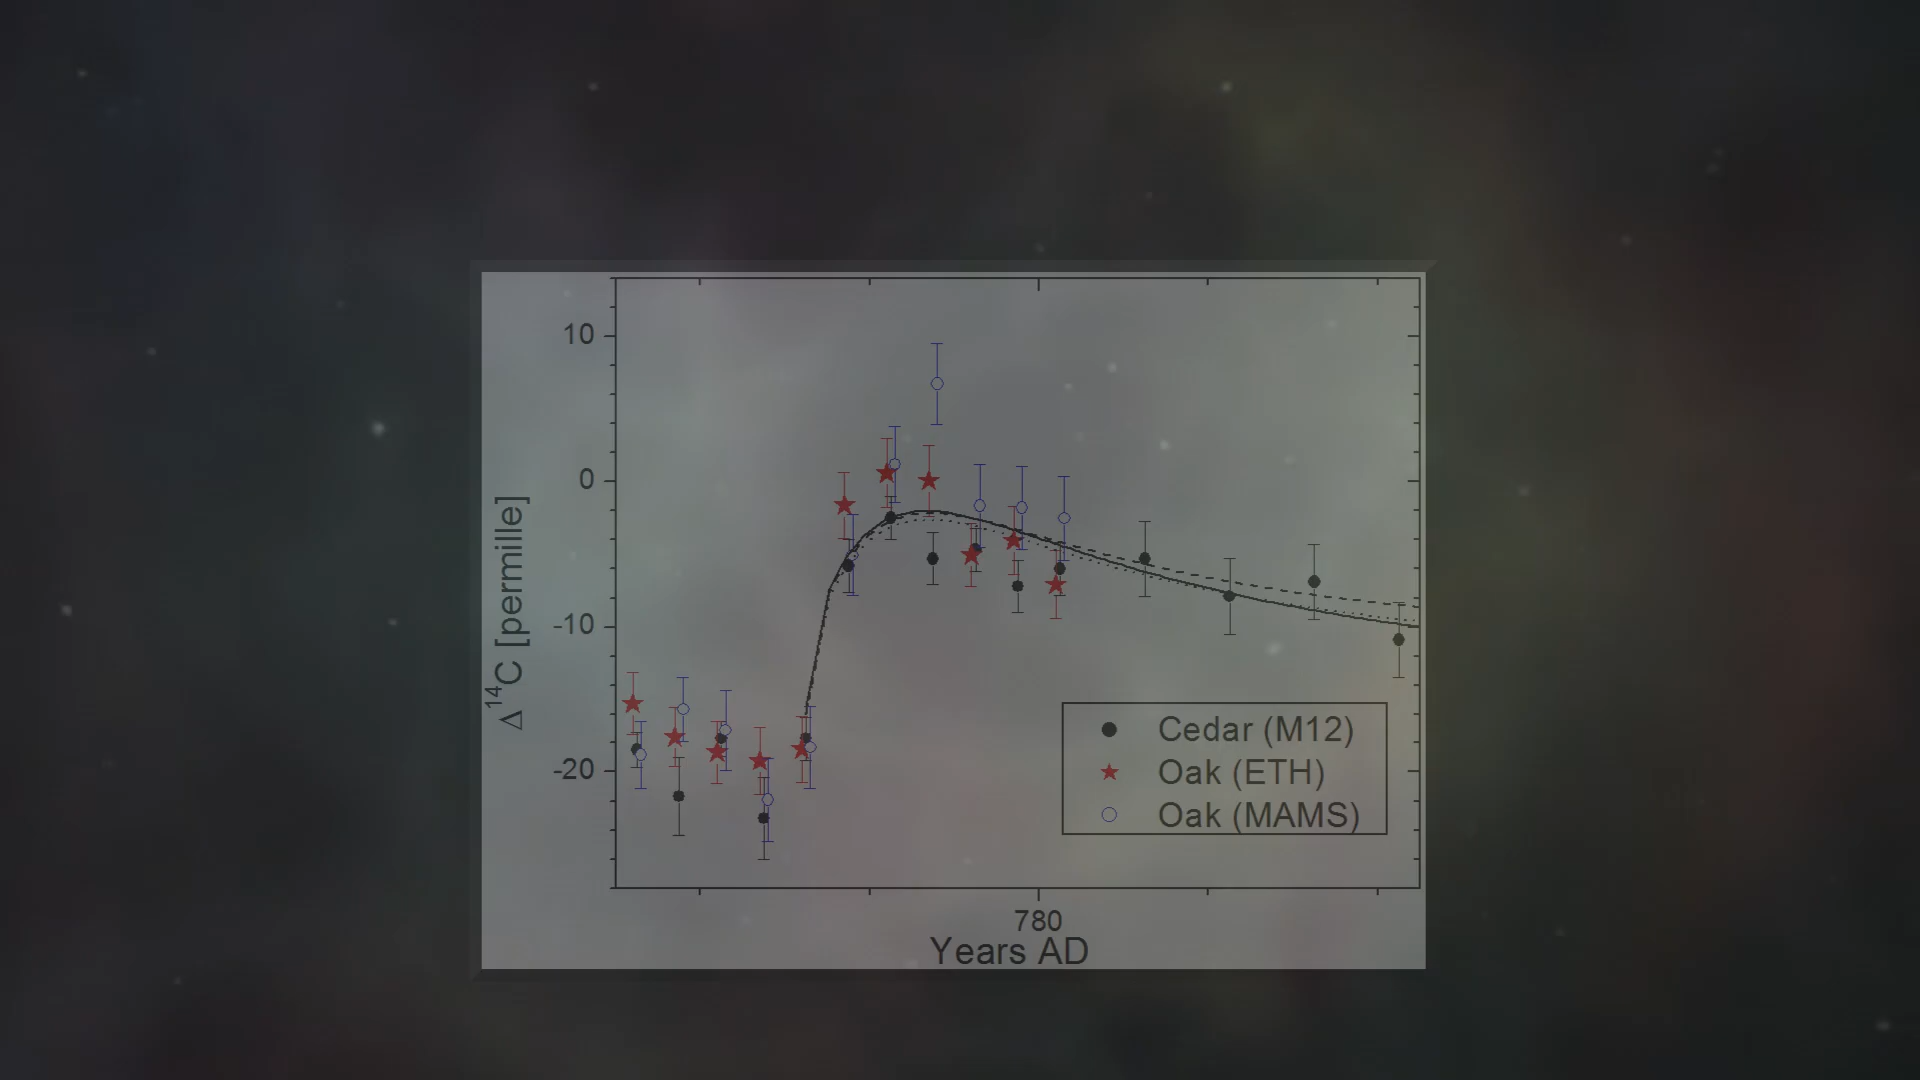 10
0
-10
-20
Δ14C [permille]
Cedar (M12)
Oak (ETH)
Oak (MAMS)
780
Years AD